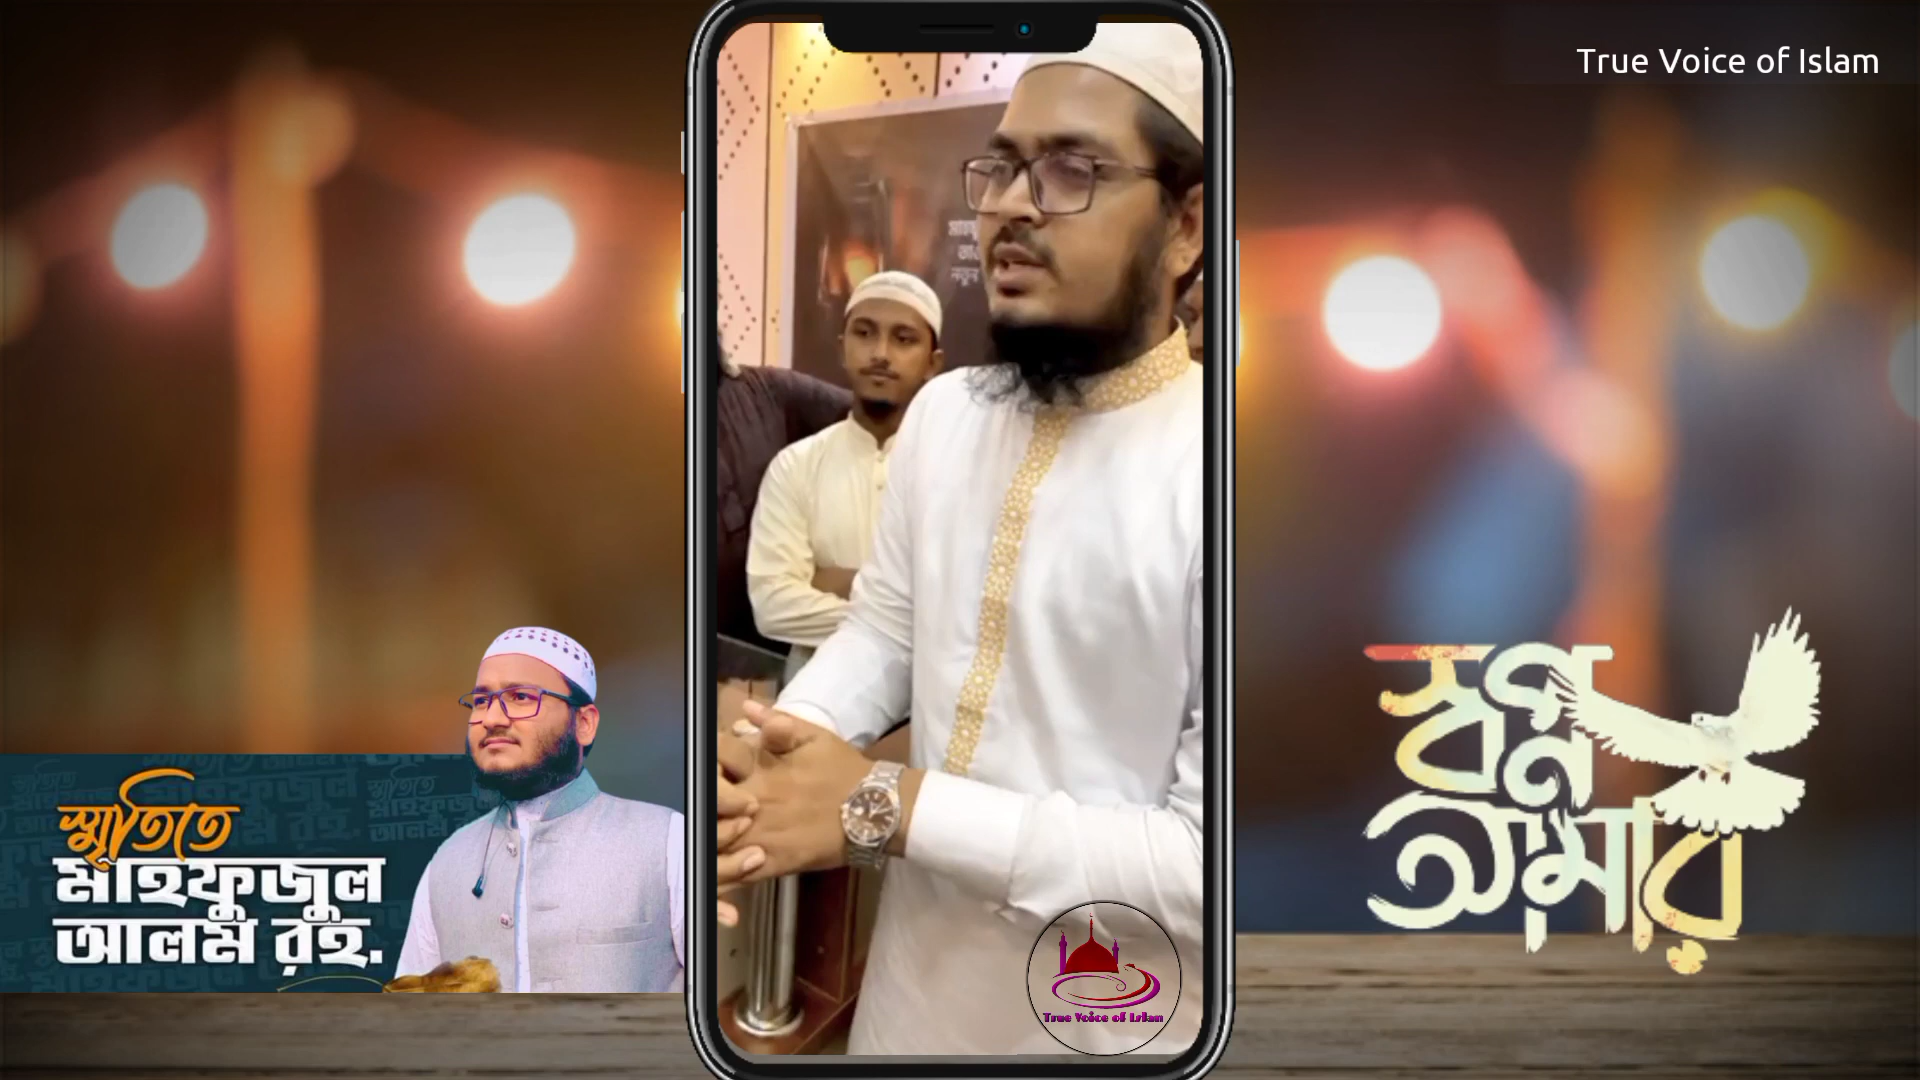 True Voice of Islam
স্মৃতিতে
মাহফুজুল
আলম রহ.
স্বপ্ন
আমার
True Voice of Islam